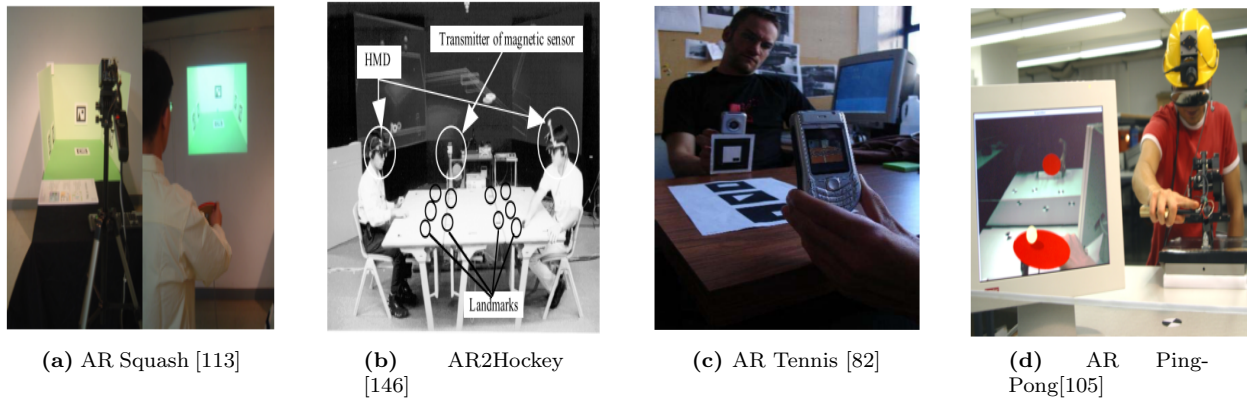 HMD
Transmitter of magnetic sensor
Landmarks
(a) AR Squash [113]
(b) AR2Hockey
[146]
(c) AR Tennis [82]
(d) AR Ping-
Pong[105]